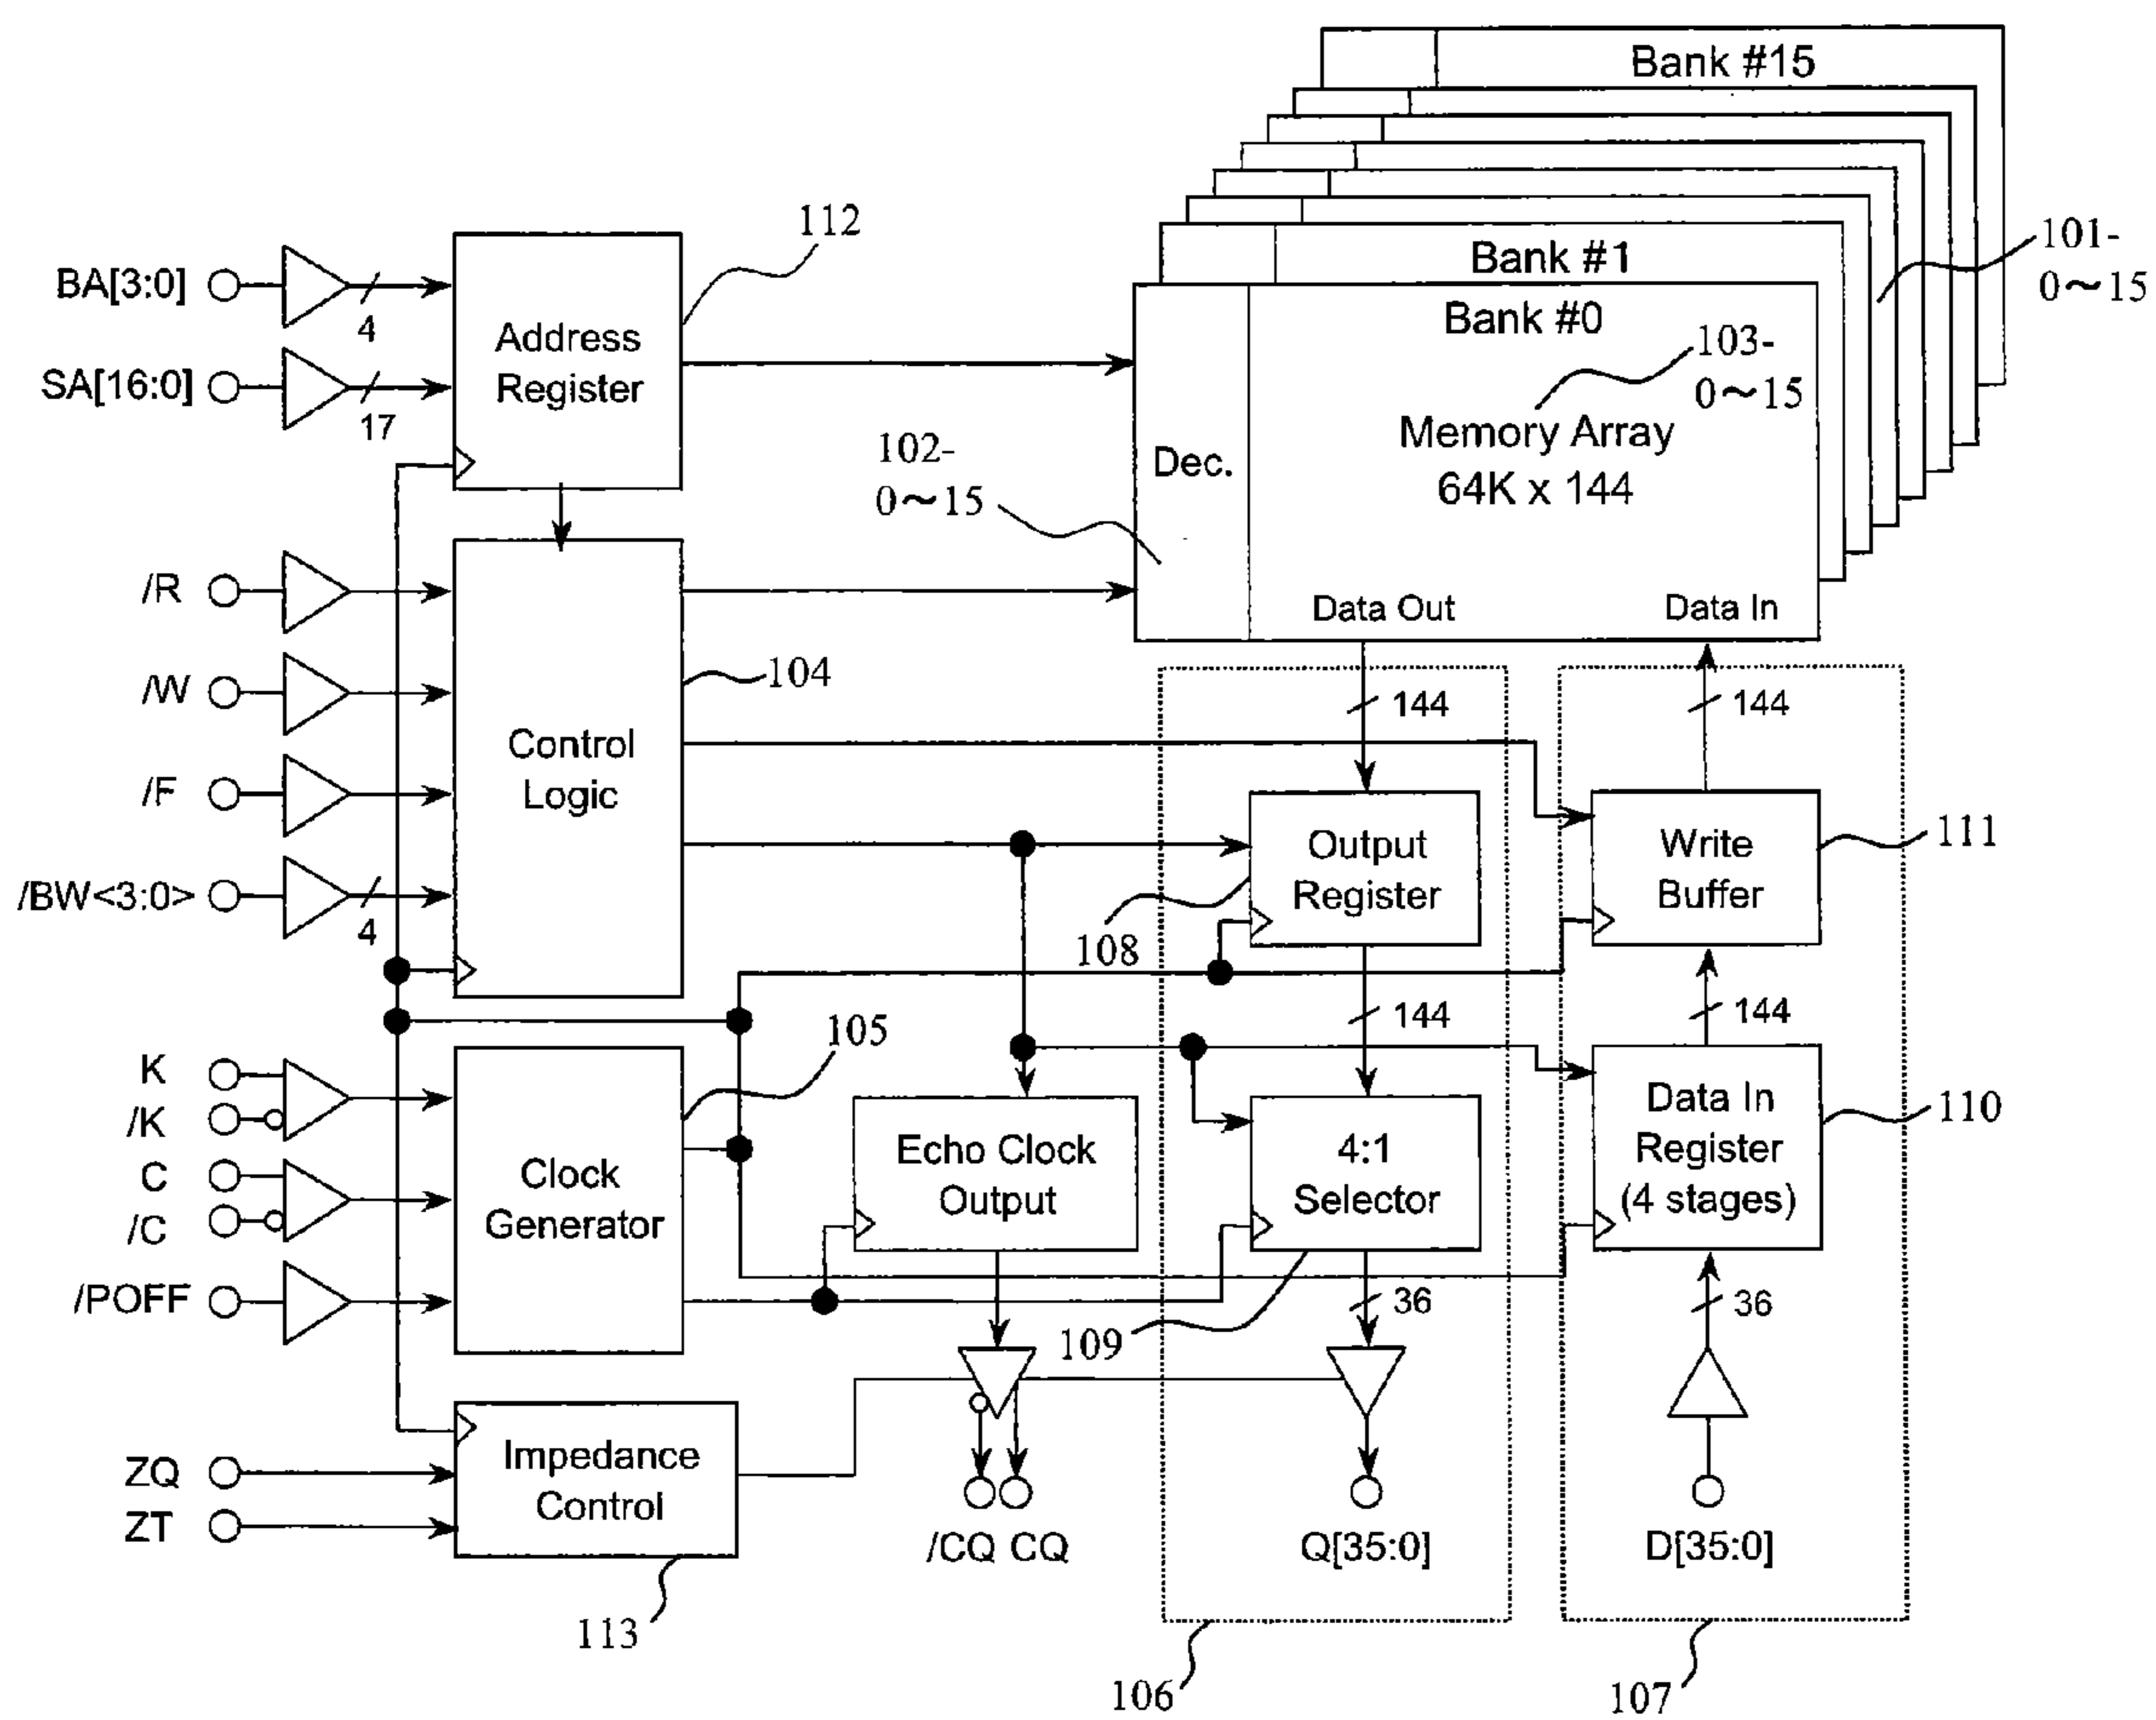 Bank #15
112
101-
0～15
BA[3:0]
4
Bank #1
Bank #0
Address
Register
103-
0～15
SA[16:0]
17
102-
0～15
Dec.
Memory Array
64K x 144
/R
Data Out
Data In
/W
104
144
144
Control
Logic
/F
Output
Register
Write
Buffer
111
/BW<3:0>
4
108
144
144
105
K
/K
Data In
Register
(4 stages)
110
C
/C
Clock
Generator
Echo Clock
Output
4:1
Selector
/POFF
36
36
109
ZQ
ZT
Impedance
Control
/CQ CQ
Q[35:0]
D[35:0]
113
106
107